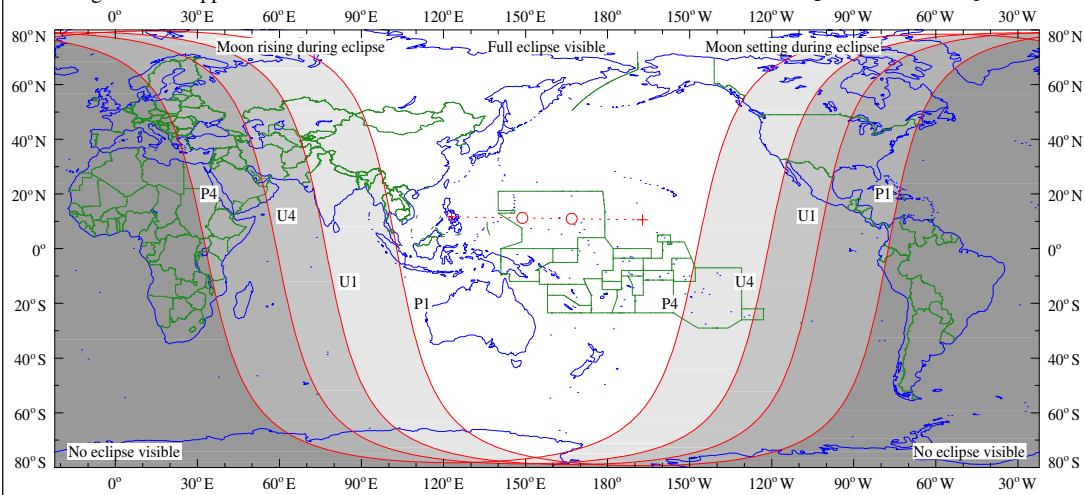 0° 30° E 60° E 90° E 120° E 150° E 180° 150° W 120° W 90° W 60° W 30° W
80° N Moon rising during eclipse Full eclipse visible Moon setting during eclipse 80° N
60° N 60° N
40° N 40° N
20° N P4 P1 20° N
U4 U1
0° 0°
U1 U4
20° S P1 P4 20° S
40° S 40° S
60° S 60° S
No eclipse visible No eclipse visible
80° S 80° S
0° 30° E 60° E 90° E 120° E 150° E 180° 150° W 120° W 90° W 60° W 30° W